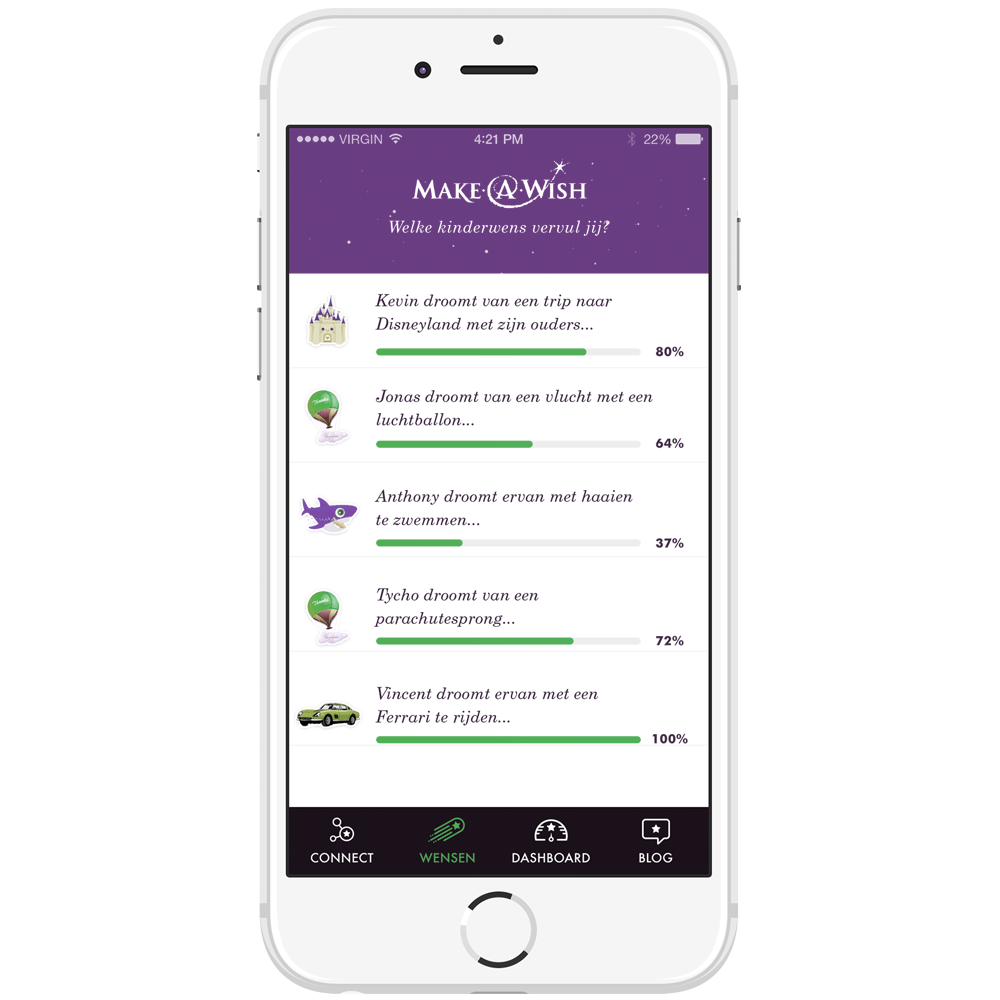 VIRGIN 4:21 PM 22%
MAKE·A·WISH
Welke kinderwens vervul jij?
Kevin droomt van een trip naar
Disneyland met zijn ouders...
80%
Jonas droomt van een vlucht met een
luchtballon...
64%
Anthony droomt ervan met haaien
te zwemmen...
37%
Tycho droomt van een
parachutesprong...
72%
Vincent droomt ervan met een
Ferrari te rijden...
100%
CONNECT WENSEN DASHBOARD BLOG